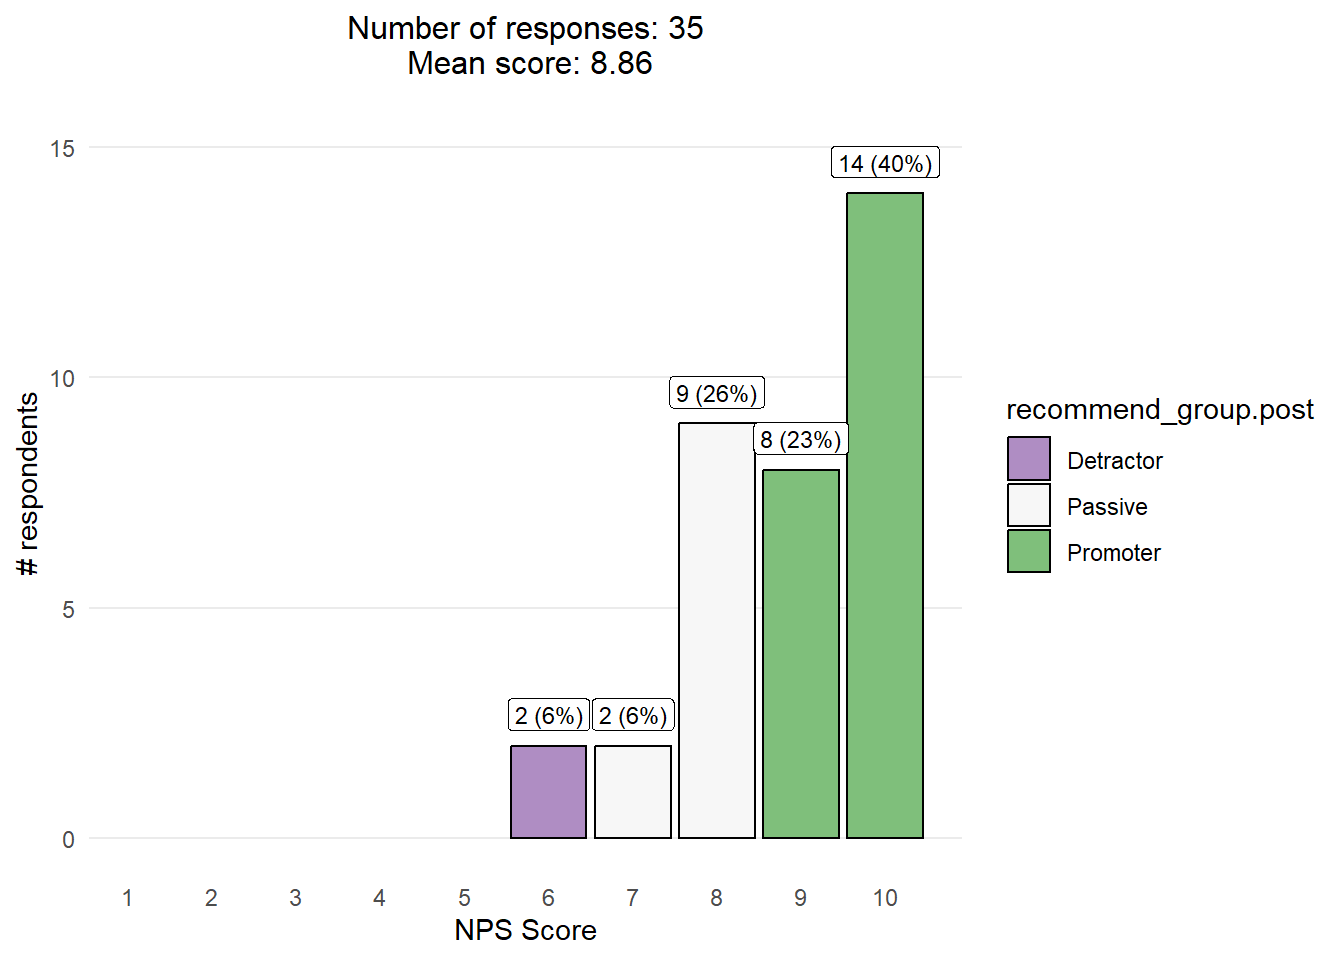 Number of responses: 35
Mean score: 8.86
15
14 (40%)
10
9 (26%)
8 (23%)
# respondents
recommend_group.post
Detractor
Passive
Promoter
5
2 (6%)
2 (6%)
0
1 2 3 4 5 6 7 8 9 10
NPS Score